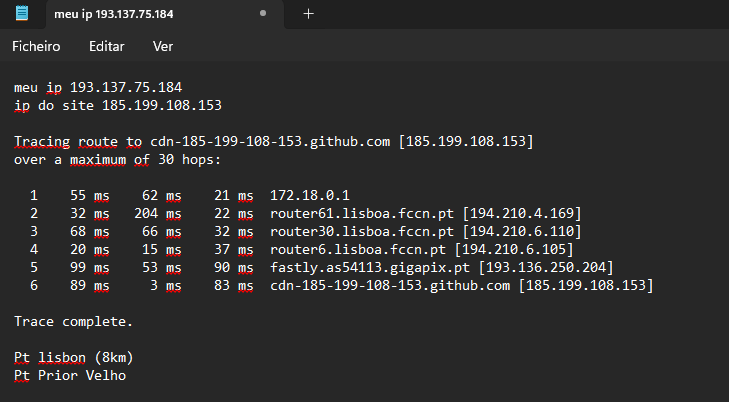 meu ip 193.137.75.184
Ficheiro Editar Ver
meu ip 193.137.75.184
ip do site 185.199.108.153
Tracing route to cdn-185-199-108-153.github.com [185.199.108.153]
over a maximum of 30 hops:
1 55 ms 62 ms 21 ms 172.18.0.1
2 32 ms 204 ms 22 ms router61.lisboa.fccn.pt [194.210.4.169]
3 68 ms 66 ms 32 ms router30.lisboa.fccn.pt [194.210.6.110]
4 20 ms 15 ms 37 ms router6.lisboa.fccn.pt [194.210.6.105]
5 99 ms 53 ms 90 ms fastly.as54113.gigapix.pt [193.136.250.204]
6 89 ms 3 ms 83 ms cdn-185-199-108-153.github.com [185.199.108.153]
Trace complete.
Pt lisbon (8km)
Pt Prior Velho